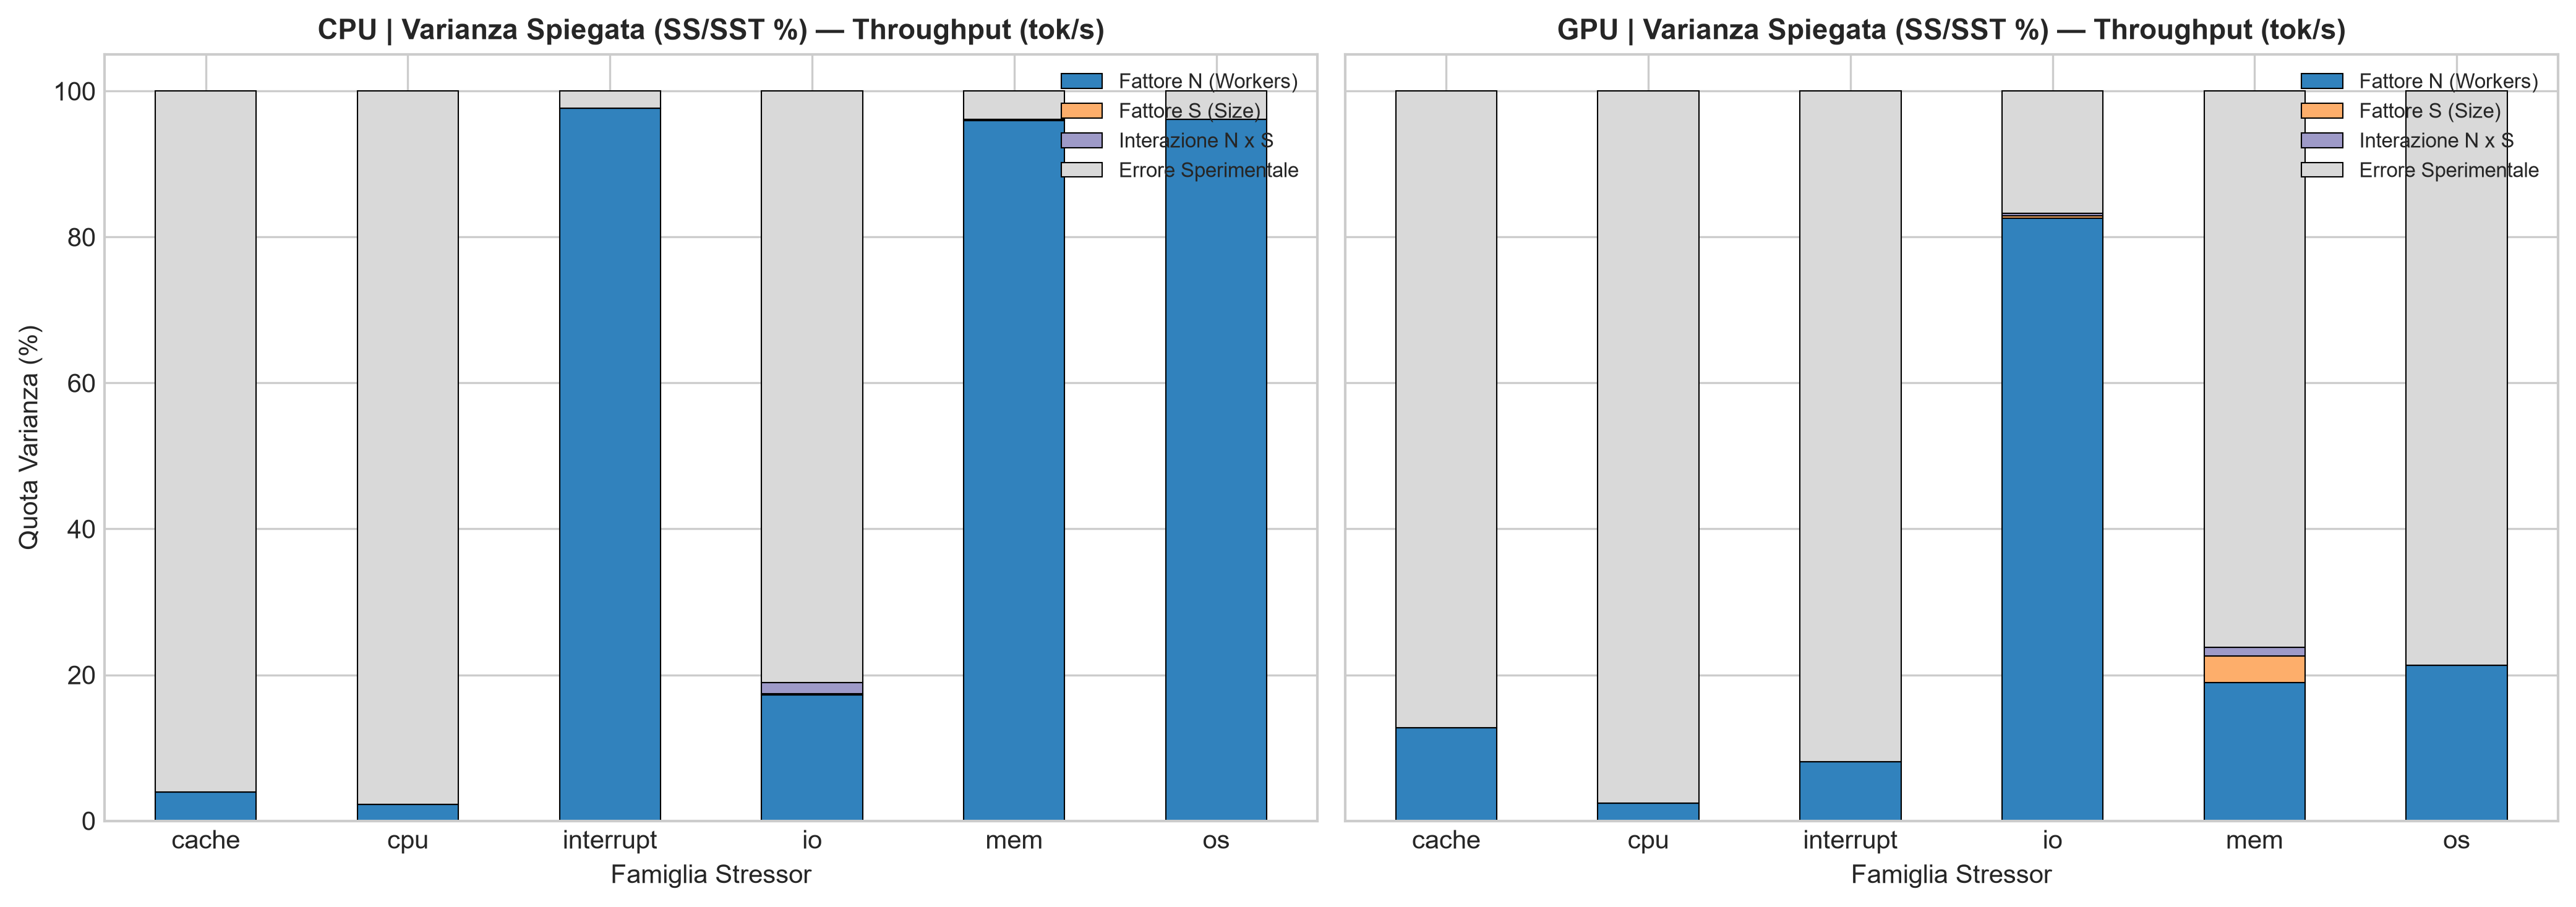 CPU | Varianza Spiegata (SS/SST %) — Throughput (tok/s)
Quota Varianza (%)
100
80
60
40
20
0
Fattore N (Workers)
Fattore S (Size)
Interazione N x S
Errore Sperimentale
cache
cpu
interrupt
io
mem
os
Famiglia Stressor
GPU | Varianza Spiegata (SS/SST %) — Throughput (tok/s)
Fattore N (Workers)
Fattore S (Size)
Interazione N x S
Errore Sperimentale
cache
cpu
interrupt
io
mem
os
Famiglia Stressor